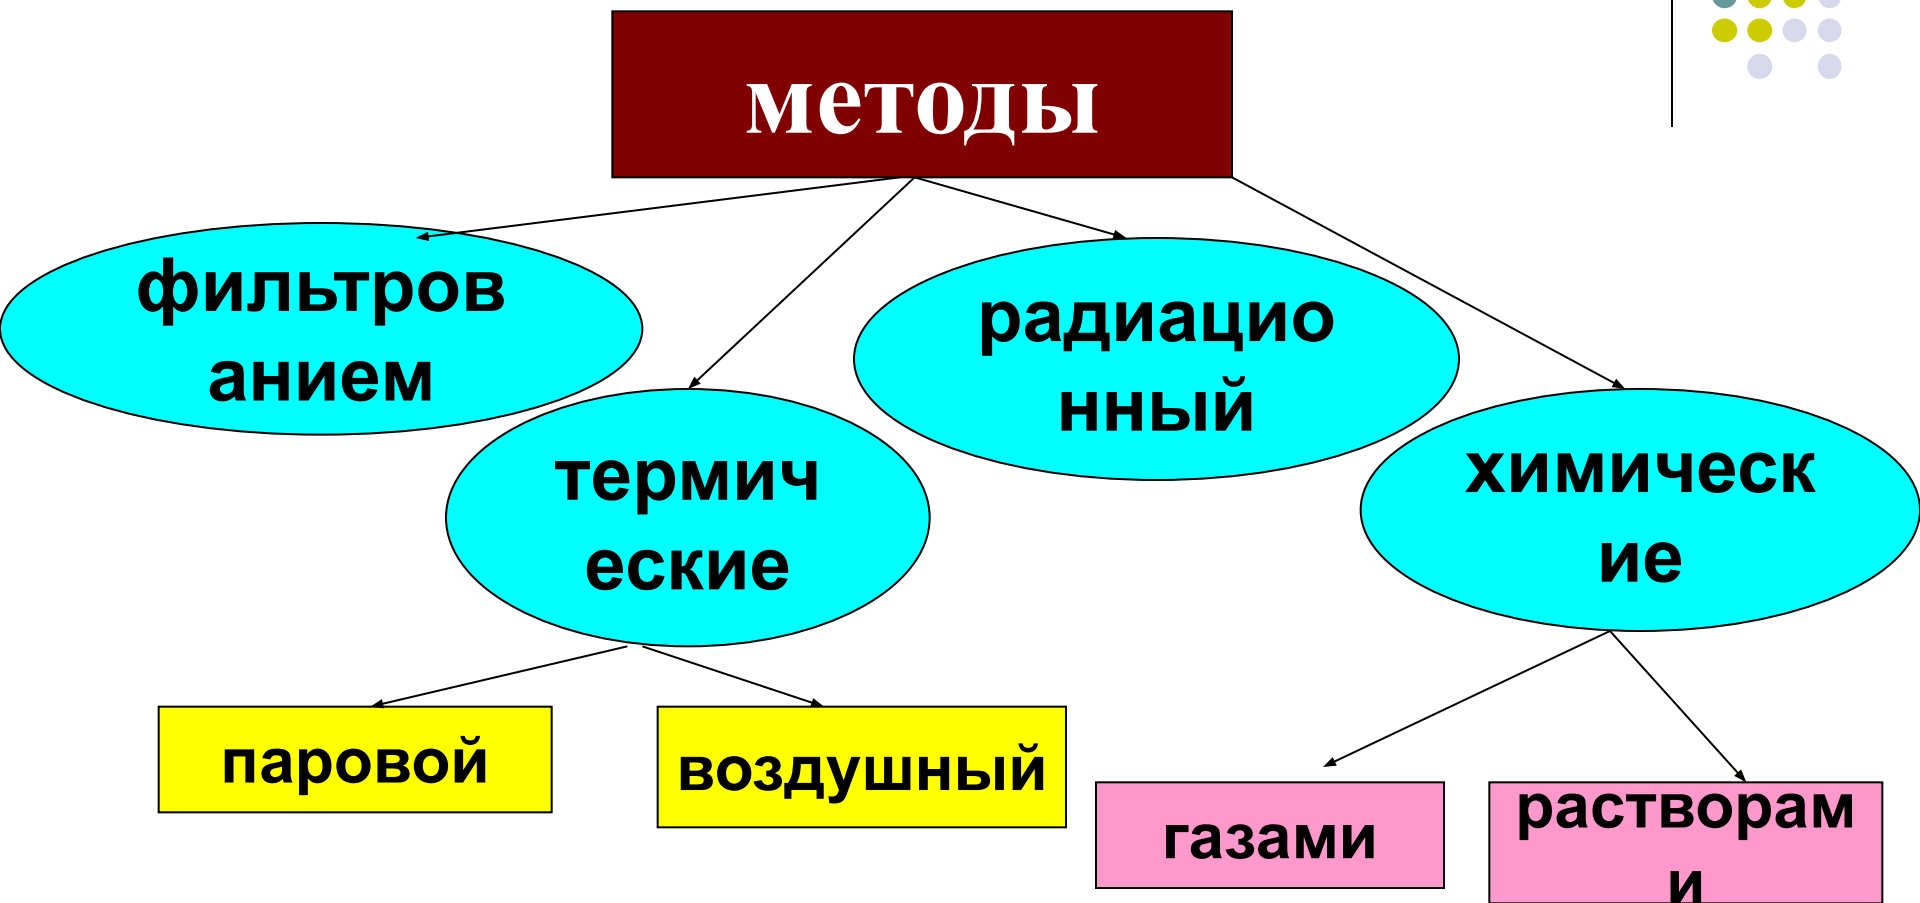 методы
фильтров
анием
радиацио
нный
термич
еские
химическ
ие
паровой
воздушный
газами
растворам
и